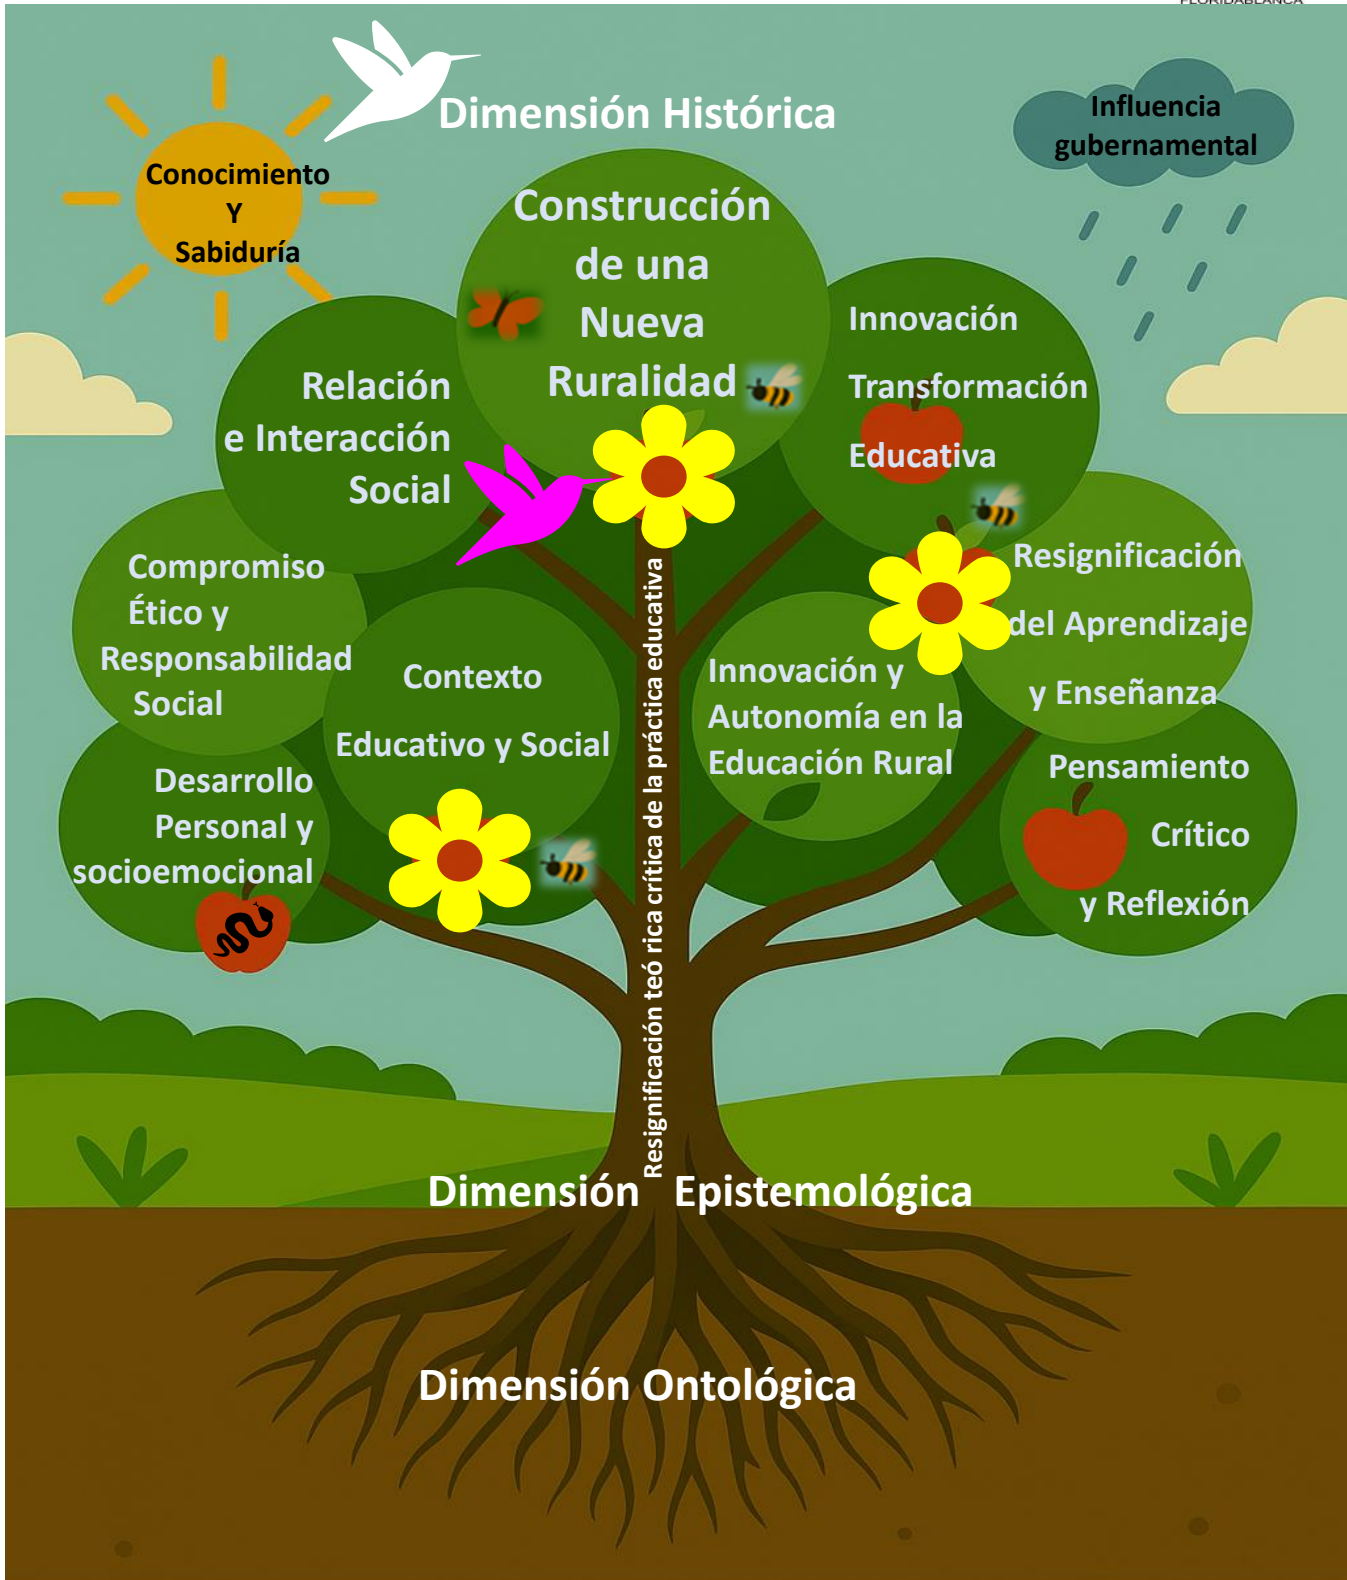 FLORIDABLANCA
Dimensión Histórica
Conocimiento
Y
Sabiduría
Influencia
gubernamental
Construcción
de una
Nueva
Ruralidad
Relación
e Interacción
Social
Innovación
Transformación
Educativa
Compromiso
Ético y
Responsabilidad
Social
Contexto
Educativo y Social
Innovación y
Autonomía en la
Educación Rural
Resignificación
del Aprendizaje
y Enseñanza
Desarrollo
Personal y
socioemocional
Pensamiento
Crítico
y Reflexión
Resignificación teó rica crítica de la práctica educativa
Dimensión Epistemológica
Dimensión Ontológica